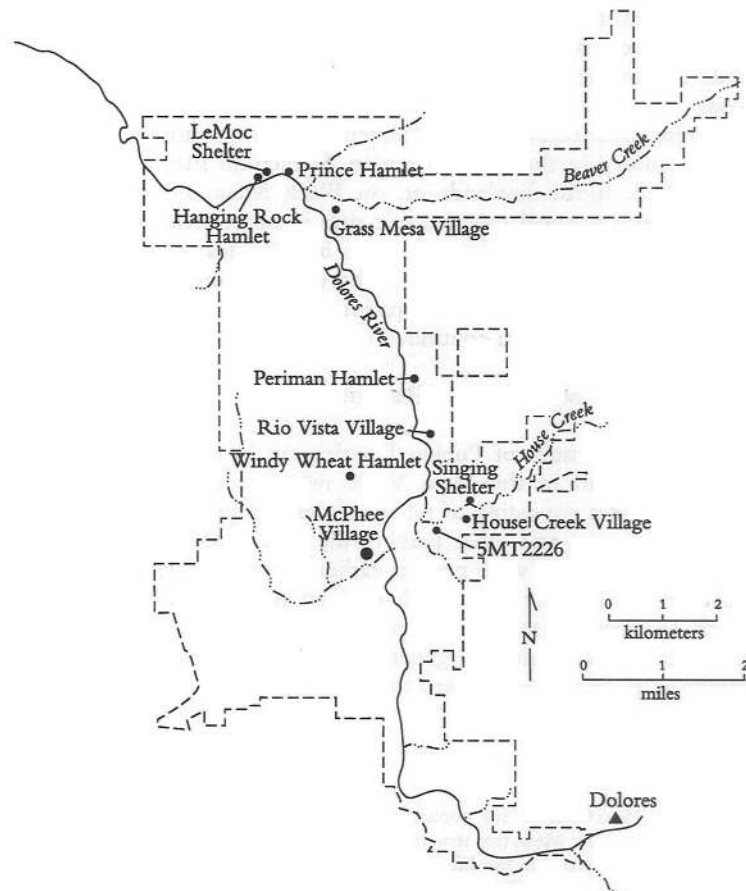 LeMoc
Shelter
Prince Hamlet
Beaver Creek
Hanging Rock
Hamlet
Grass Mesa Village
Dolores River
Periman Hamlet
Rio Vista Village
House Creek
Windy Wheat Hamlet
Singing
Shelter
McPhee
Village
House Creek Village
5MT2226
N
0 1 2
kilometers
0 1 2
miles
Dolores